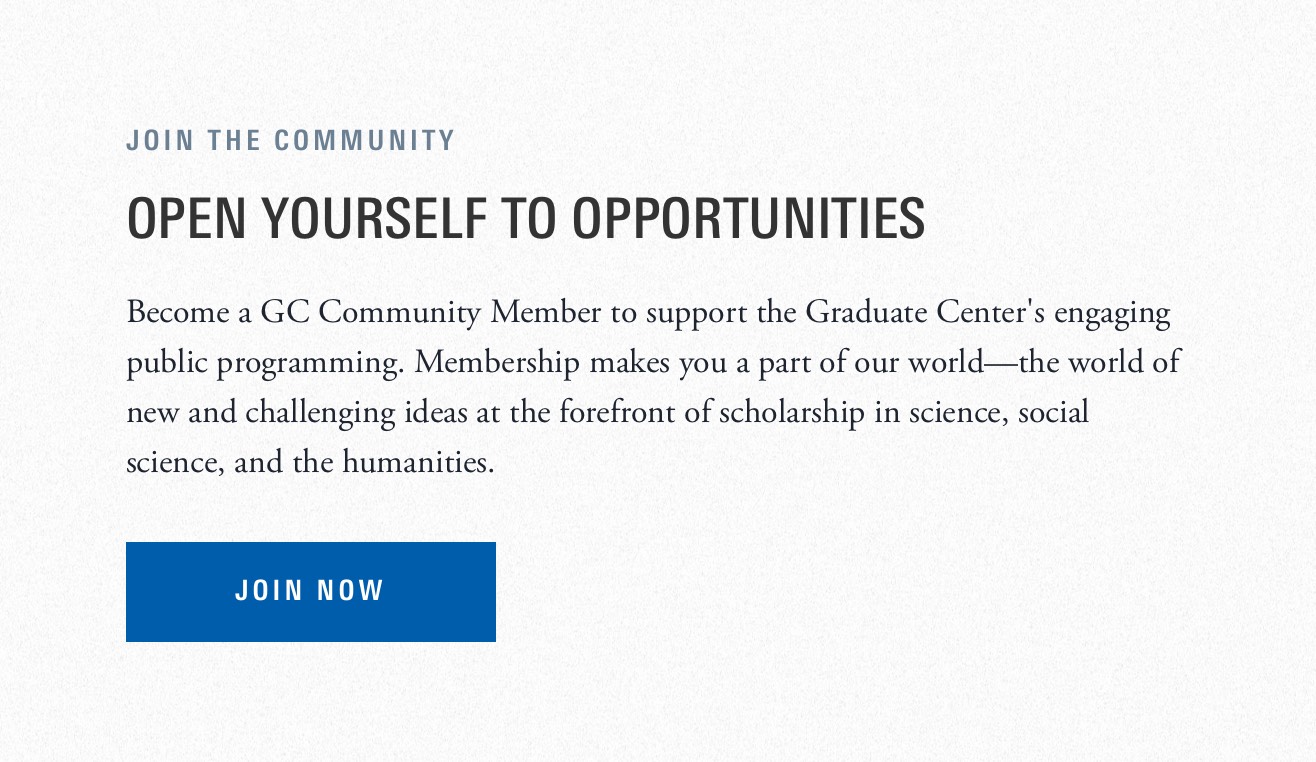 JOIN THE COMMUNITY
OPEN YOURSELF TO OPPORTUNITIES
Become a GC Community Member to support the Graduate Center's engaging
public programming. Membership makes you a part of our world—the world of
new and challenging ideas at the forefront of scholarship in science, social
science, and the humanities.
JOIN NOW